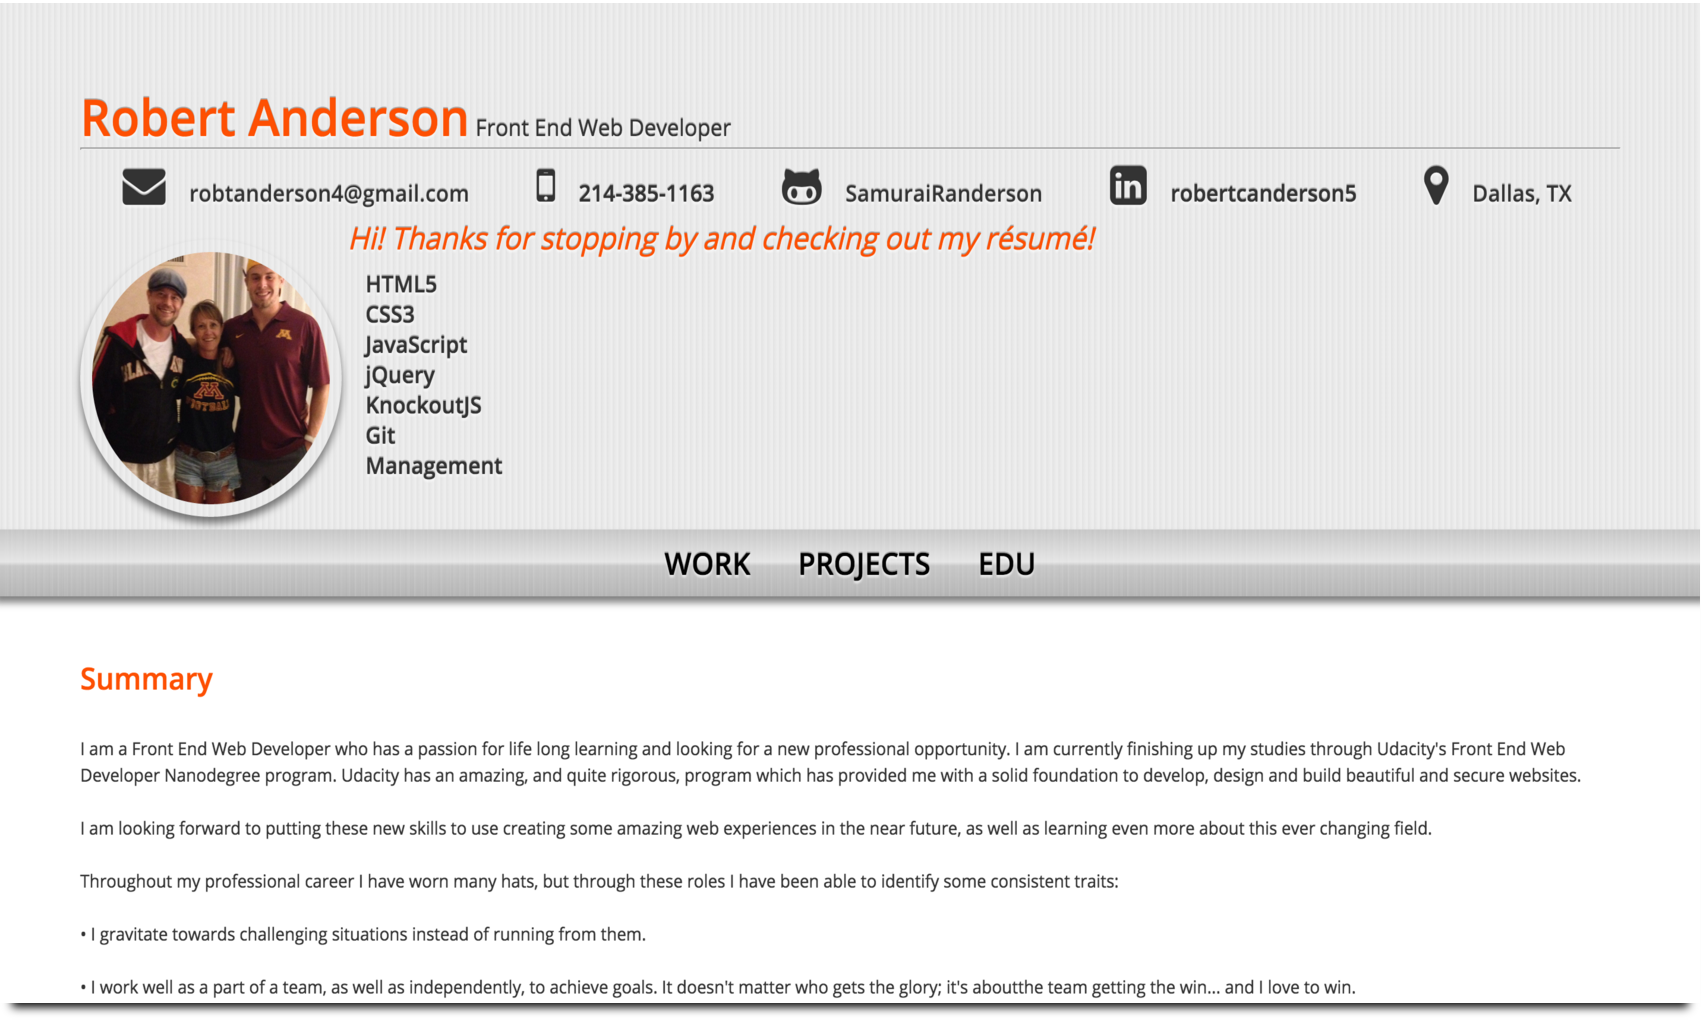 Robert Anderson Front End Web Developer
robtanderson4@gmail.com 214-385-1163 SamuraiRanderson robertcanderson5 Dallas, TX
Hi! Thanks for stopping by and checking out my résumé!
HTML5
CSS3
JavaScript
jQuery
KnockoutJS
Git
Management
M
FOOTBALL
WORK PROJECTS EDU
Summary
I am a Front End Web Developer who has a passion for life long learning and looking for a new professional opportunity. I am currently finishing up my studies through Udacity's Front End Web
Developer Nanodegree program. Udacity has an amazing, and quite rigorous, program which has provided me with a solid foundation to develop, design and build beautiful and secure websites.
I am looking forward to putting these new skills to use creating some amazing web experiences in the near future, as well as learning even more about this ever changing field.
Throughout my professional career I have worn many hats, but through these roles I have been able to identify some consistent traits:
• I gravitate towards challenging situations instead of running from them.
• I work well as a part of a team, as well as independently, to achieve goals. It doesn't matter who gets the glory; it's aboutthe team getting the win... and I love to win.